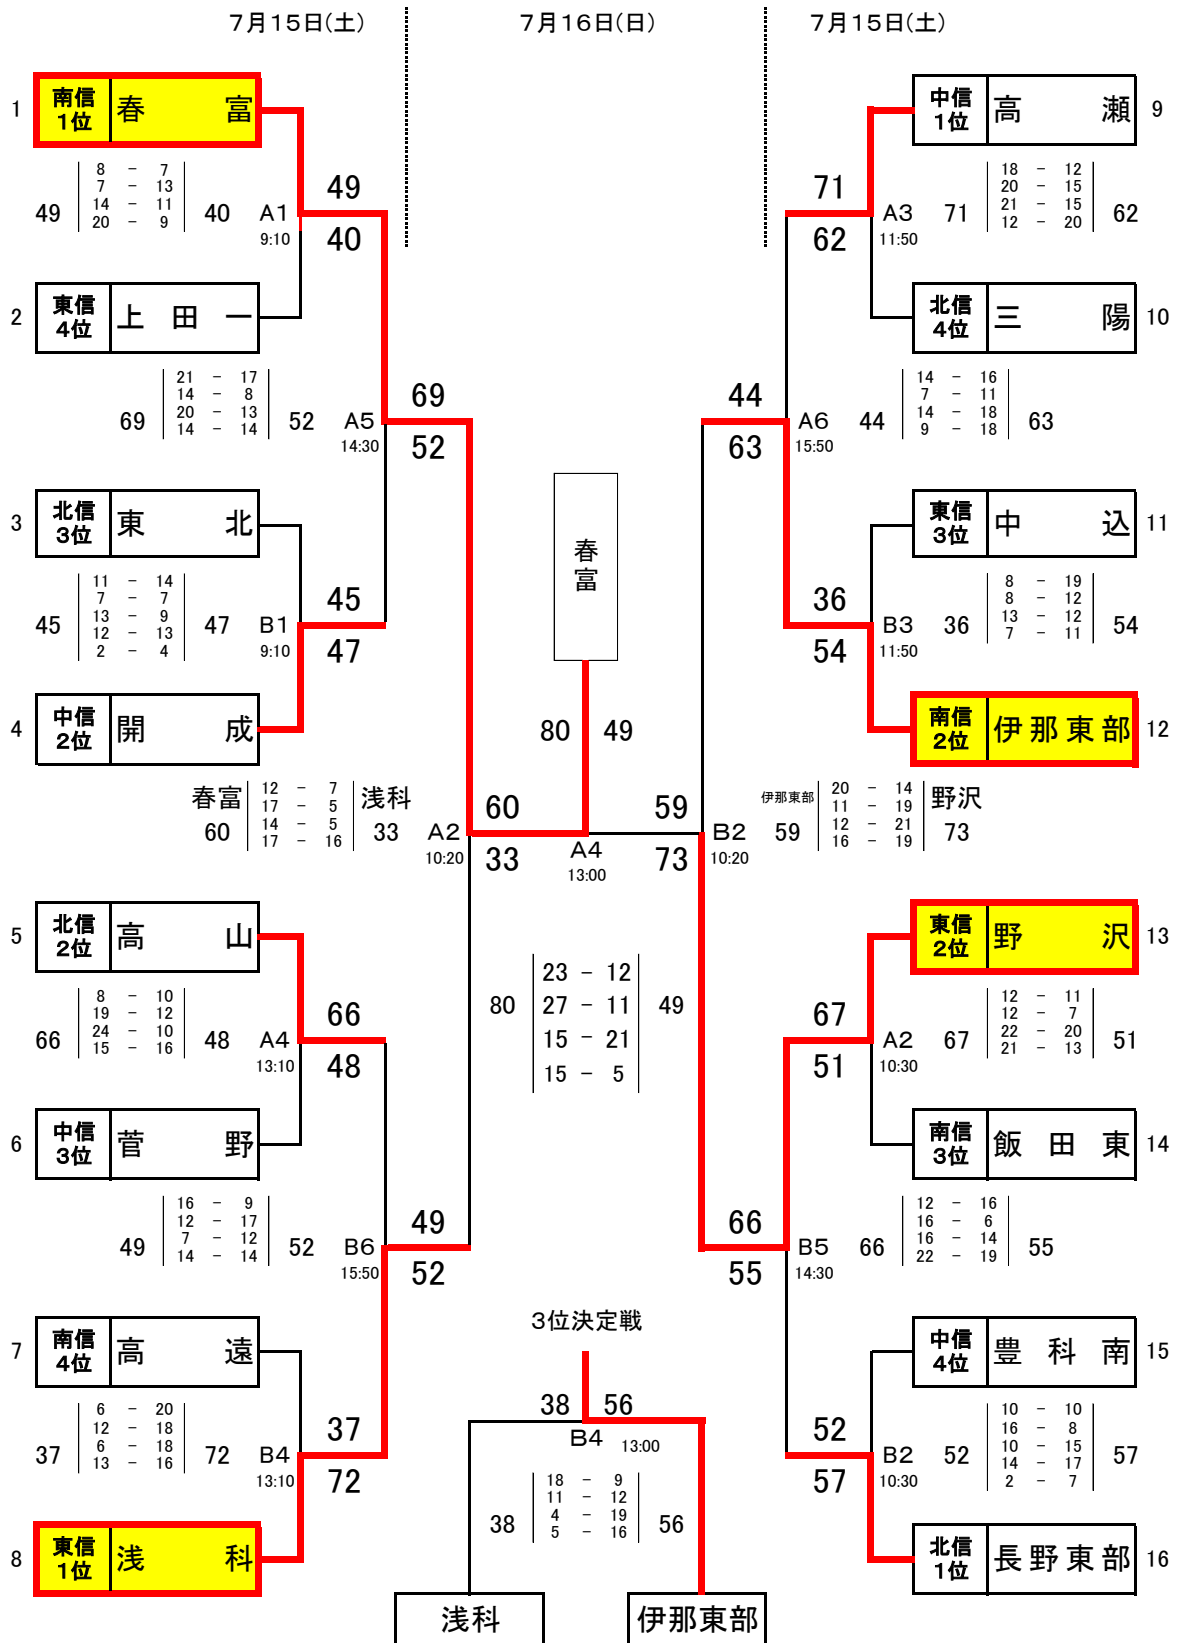 7月15日(土)
7月16日(日)
7月15日(土)
1
南信
1位
春　富
8 － 7
7 － 13
14 － 11
20 － 9
49
40
A1
9:10
49
40
2
東信
4位
上田一
21 － 17
14 － 8
20 － 13
14 － 14
69
52
A5
14:30
69
52
3
北信
3位
東　北
11 － 14
7 － 7
13 － 9
12 － 13
2 － 4
45
47
B1
9:10
45
47
4
中信
2位
開　成
春富
60
12 － 7
17 － 5
14 － 5
17 － 16
浅科
33
A2
10:20
60
33
5
北信
2位
高　山
8 － 10
19 － 12
24 － 10
15 － 16
66
48
A4
13:10
66
48
6
中信
3位
菅　野
16 － 9
12 － 17
7 － 12
14 － 14
49
52
B6
15:50
49
52
7
南信
4位
高　遠
6 － 20
12 － 18
6 － 18
13 － 16
37
72
B4
13:10
37
72
8
東信
1位
浅　科
春富
80
49
A4
13:00
23 － 12
27 － 11
15 － 21
15 － 5
80
49
3位決定戦
38
56
B4
13:00
18 － 9
11 － 12
4 － 19
5 － 16
38
56
浅科
伊那東部
中信
1位
高　瀬
9
71
62
A3
11:50
71
18 － 12
20 － 15
21 － 15
12 － 20
62
北信
4位
三　陽
10
44
63
A6
15:50
44
14 － 16
7 － 11
14 － 18
9 － 18
63
東信
3位
中　込
11
36
54
B3
11:50
36
8 － 19
8 － 12
13 － 12
7 － 11
54
南信
2位
伊那東部
12
59
73
B2
10:20
伊那東部
59
20 － 14
11 － 19
12 － 21
16 － 19
野沢
73
東信
2位
野　沢
13
67
51
A2
10:30
67
12 － 11
12 － 7
22 － 20
21 － 13
51
南信
3位
飯田東
14
66
55
B5
14:30
66
12 － 16
16 － 6
16 － 14
22 － 19
55
中信
4位
豊科南
15
52
57
B2
10:30
52
10 － 10
16 － 8
10 － 15
14 － 17
2 － 7
57
北信
1位
長野東部
16